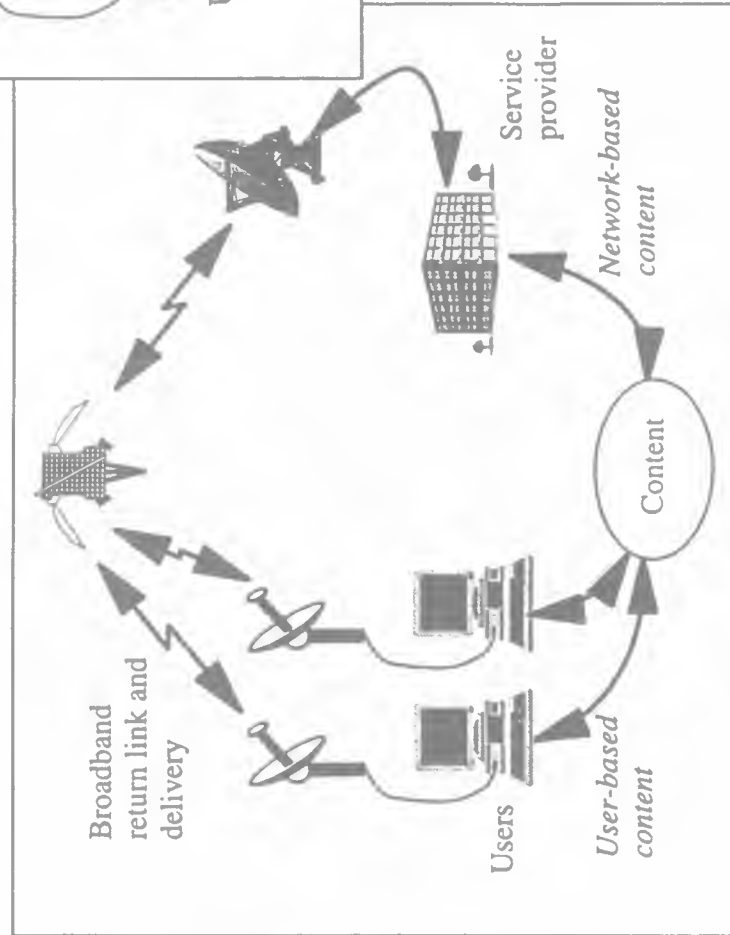 Broadband
return link and
delivery
Users
User-based
content
Content
Network-based
content
Service
provider